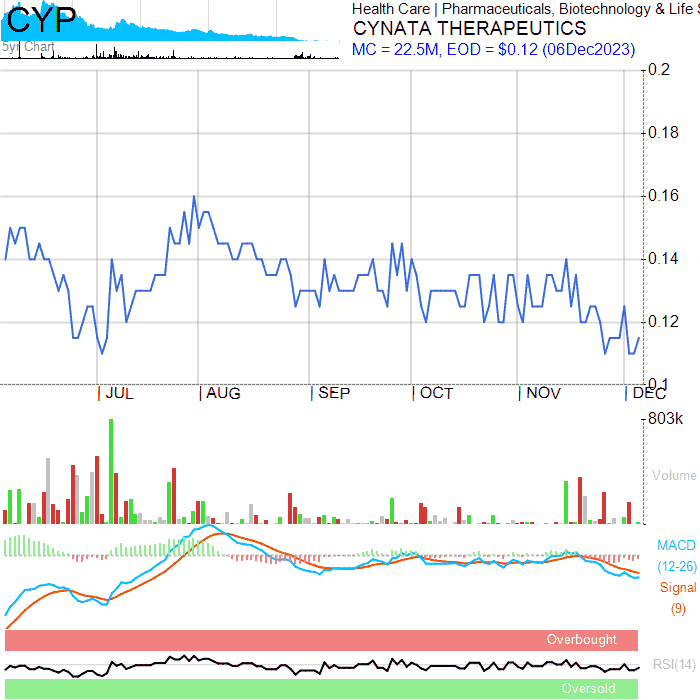 CYP
5yr Chart
Health Care | Pharmaceuticals, Biotechnology & Life S
CYNATA THERAPEUTICS
MC = 22.5M, EOD = $0.12 (06Dec2023)
0.2
0.18
0.16
0.14
0.12
0.1
| JUL | AUG | SEP | OCT | NOV | DEC
803k
Volume
MACD
(12-26)
Signal
(9)
Overbought
RSI(14)
Oversold